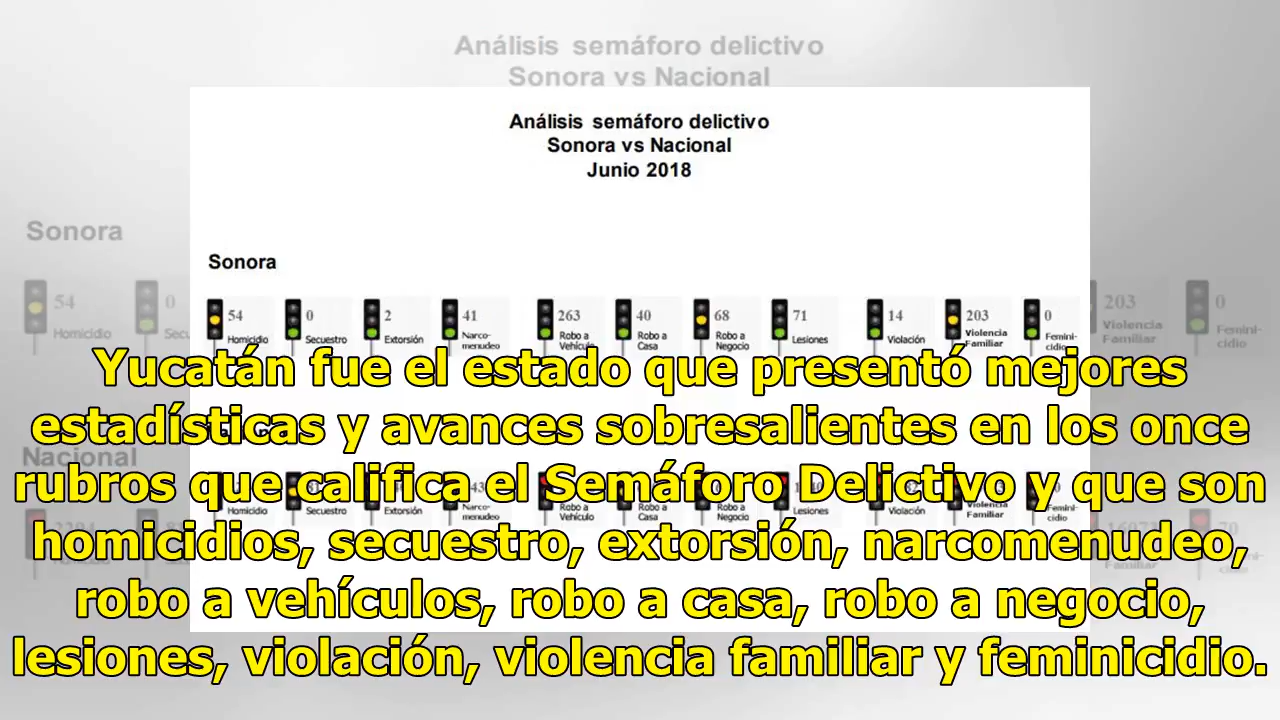 Análisis semáforo delictivo
Sonora vs Nacional
Análisis semáforo delictivo
Sonora vs Nacional
Junio 2018
Sonora
Sonora
54 0 2 41 263 40 68 71 14 203 0
Homicidio Secuestro Extorsión Narco-menudeo Robo a Vehículo Robo a Casa Robo a Negocio Lesiones Violación Violencia Familiar Femini-cidio
54 0
Homicidio
203 0
Violencia Familiar Femini-cidio
Yucatán fue el estado que presentó mejores
estadísticas y avances sobresalientes en los once
Nacional
rubros que califica el Semáforo Delictivo y que son
Homicidio Secuestro Extorsión Narco-menudeo Robo a Vehículo Robo a Casa Robo a Negocio Lesiones Violación Violencia Familiar Femini-cidio
homicidios, secuestro, extorsión, narcomenudeo,
robo a vehículos, robo a casa, robo a negocio,
lesiones, violación, violencia familiar y feminicidio.